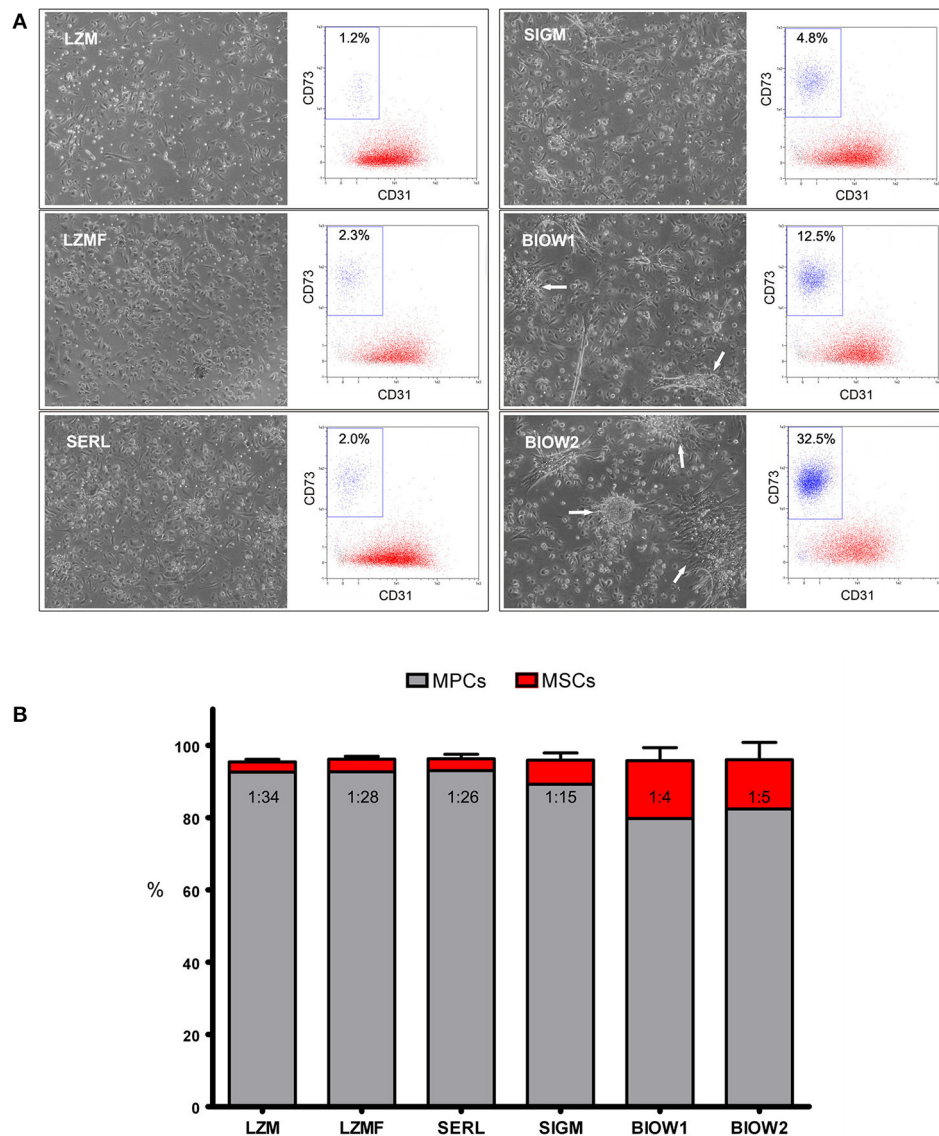 A
LZM
1.2%
CD73
CD31
SIGM
4.8%
CD73
CD31
LZMF
2.3%
CD73
CD31
BIOW1
12.5%
CD73
CD31
SERL
2.0%
CD73
CD31
BIOW2
32.5%
CD73
CD31
MPCs MSCs
B
%
100
80
60
40
20
0
1:34 1:28 1:26 1:15 1:4 1:5
LZM LZMF SERL SIGM BIOW1 BIOW2